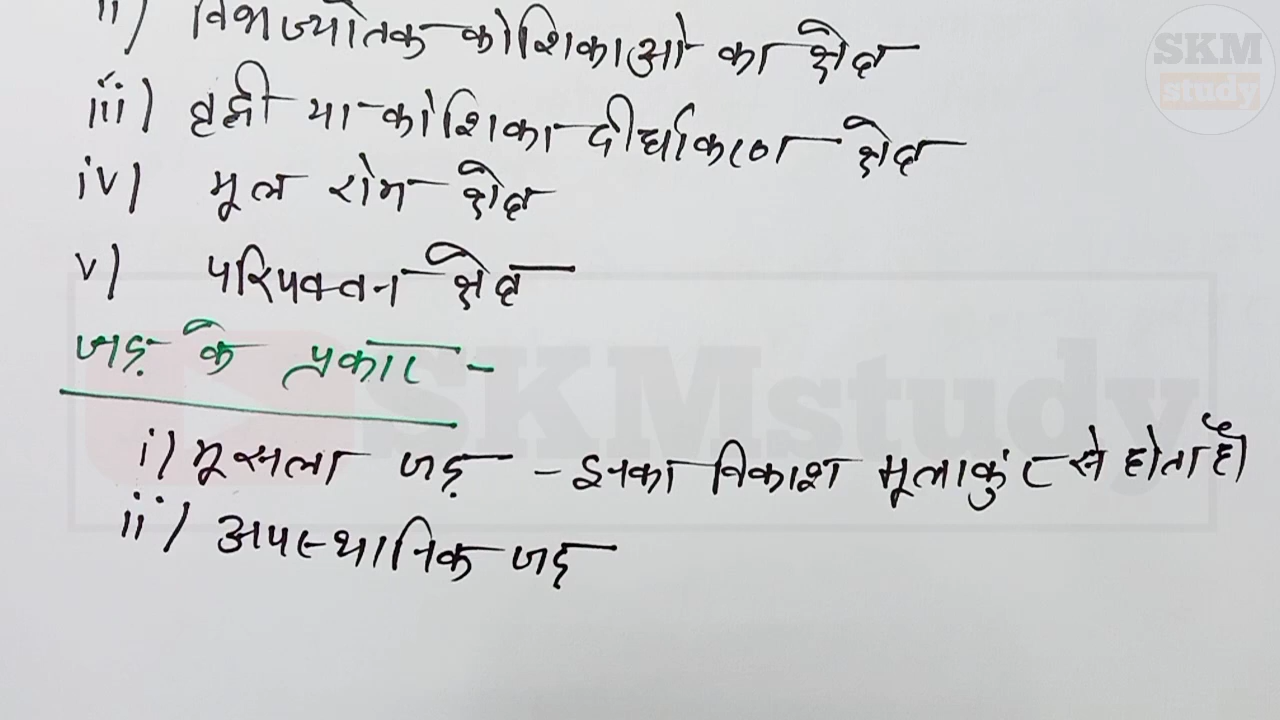 ii) विभज्योतक कोशिकाओ का क्षेत्र
SKM
study
iii) वृद्धी या कोशिका दीर्घीकरण क्षेत्र
iv) मूल रोम क्षेत्र
v) परिपक्वन क्षेत्र
जड़ के प्रकार -
SKMstudy
i) मूसला जड़ - इनका विकाश मूलाकुंर से होता है।
ii) अपस्थानिक जड़